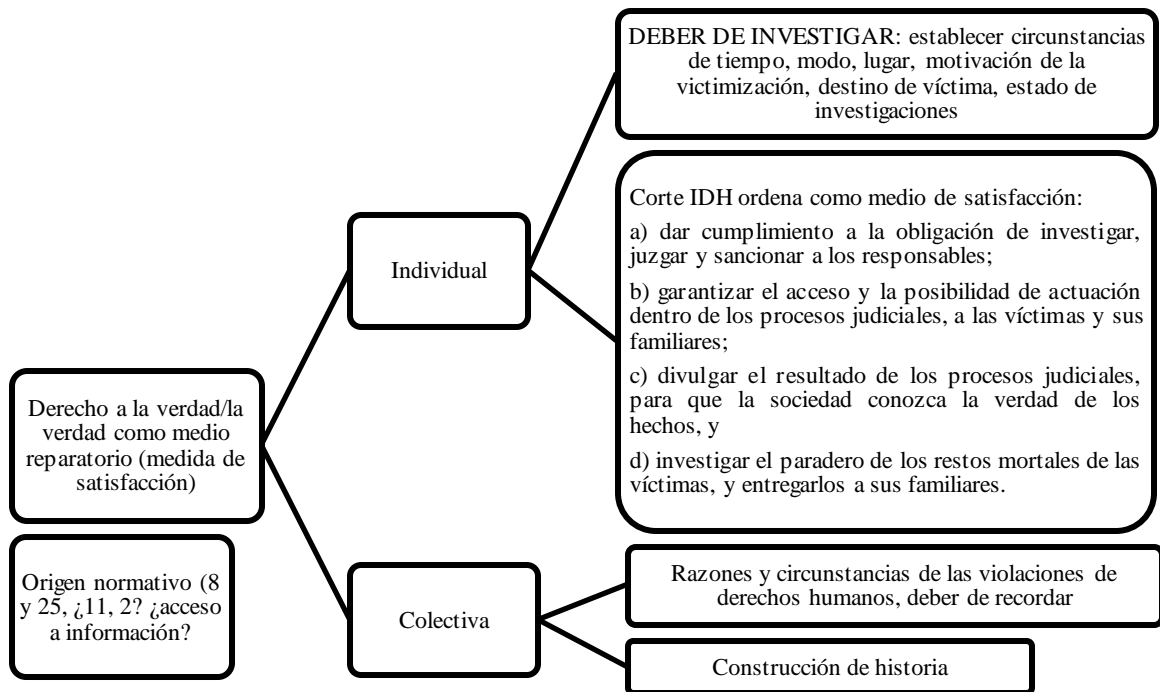 DEBER DE INVESTIGAR: establecer circunstancias
de tiempo, modo, lugar, motivación de la
victimización, destino de víctima, estado de
investigaciones
Corte IDH ordena como medio de satisfacción:
a) dar cumplimiento a la obligación de investigar,
juzgar y sancionar a los responsables;
b) garantizar el acceso y la posibilidad de actuación
dentro de los procesos judiciales, a las víctimas y sus
familiares;
c) divulgar el resultado de los procesos judiciales,
para que la sociedad conozca la verdad de los
hechos, y
d) investigar el paradero de los restos mortales de las
víctimas, y entregarlos a sus familiares.
Individual
Derecho a la verdad/la
verdad como medio
reparatorio (medida de
satisfacción)
Origen normativo (8
y 25, ¿11, 2? ¿acceso
a información?
Colectiva
Razones y circunstancias de las violaciones de
derechos humanos, deber de recordar
Construcción de historia